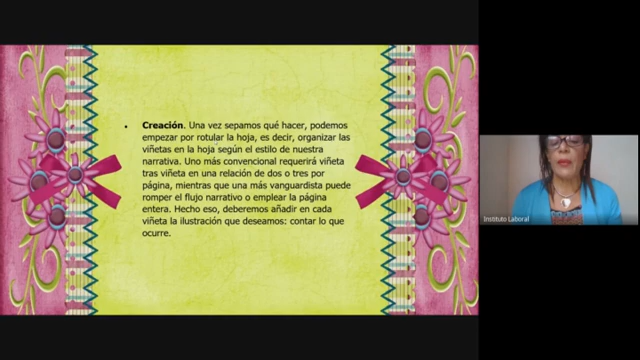 • Creación. Una vez sepamos qué hacer, podemos
empezar por rotular la hoja, es decir, organizar las
viñetas en la hoja según el estilo de nuestra
narrativa. Uno más convencional requerirá viñeta
tras viñeta en una relación de dos o tres por
página, mientras que una más vanguardista puede
romper el flujo narrativo o emplear la página
entera. Hecho eso, deberemos añadir en cada
viñeta la ilustración que deseamos: contar lo que
ocurre.
Instituto Laboral